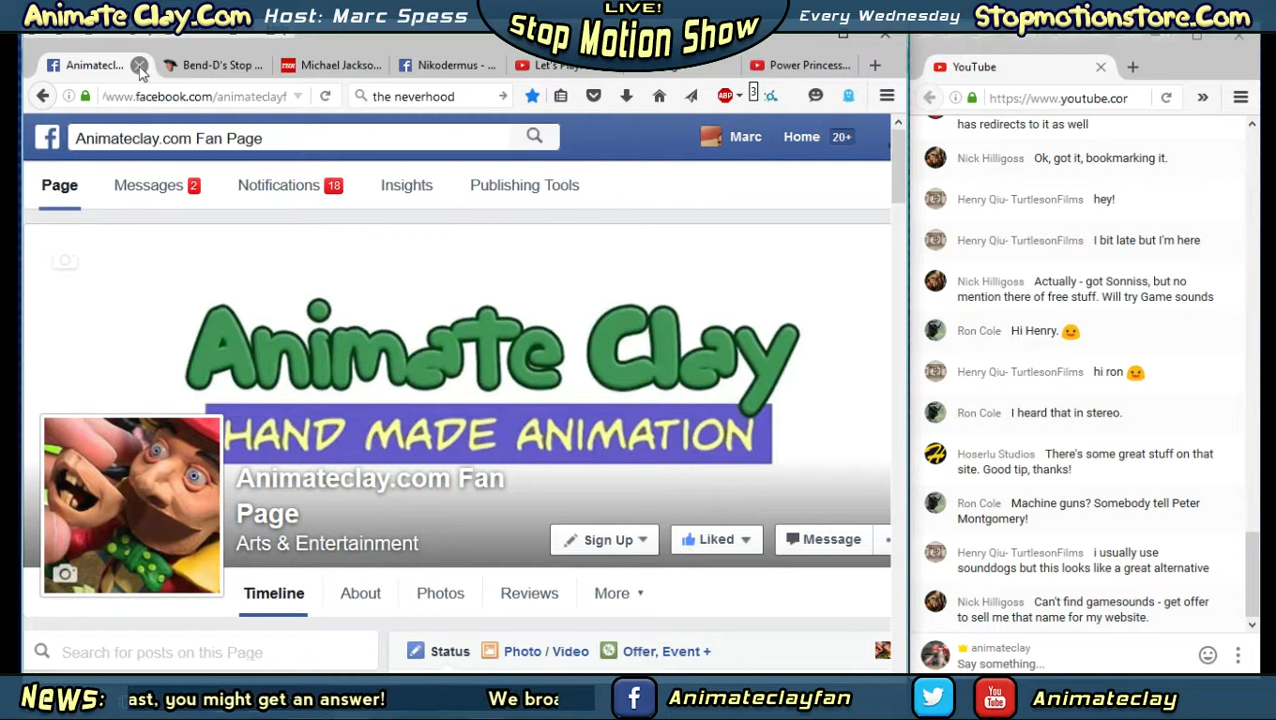 Animate Clay.Com Host: Marc Spess LIVE! Every Wednesday Stopmotionstore.Com
Stop Motion Show
Animatecl... Bend-D's Stop ... Michael Jackso... Nikodermus - ... Let's Play Power Princess... YouTube
/www.facebook.com/animateclayf the neverhood ABP 3 https://www.youtube.cor
Animateclay.com Fan Page Marc Home 20+
Page Messages 2 Notifications 18 Insights Publishing Tools
Animate Clay
HAND MADE ANIMATION
Animateclay.com Fan
Page
Arts & Entertainment
Sign Up Liked Message
Timeline About Photos Reviews More
Search for posts on this Page Status Photo / Video Offer, Event +
has redirects to it as well
Nick Hilligoss Ok, got it, bookmarking it.
Henry Qiu- TurtlesonFilms hey!
Henry Qiu- TurtlesonFilms I bit late but I'm here
Nick Hilligoss Actually - got Sonniss, but no
mention there of free stuff. Will try Game sounds
Ron Cole Hi Henry.
Henry Qiu- TurtlesonFilms hi ron
Ron Cole I heard that in stereo.
Hoserlu Studios There's some great stuff on that
site. Good tip, thanks!
Ron Cole Machine guns? Somebody tell Peter
Montgomery!
Henry Qiu- TurtlesonFilms i usually use
sounddogs but this looks like a great alternative
Nick Hilligoss Can't find gamesounds - get offer
to sell me that name for my website.
animateclay
Say something...
News: ast, you might get an answer! We broa Animateclayfan You Tube Animateclay